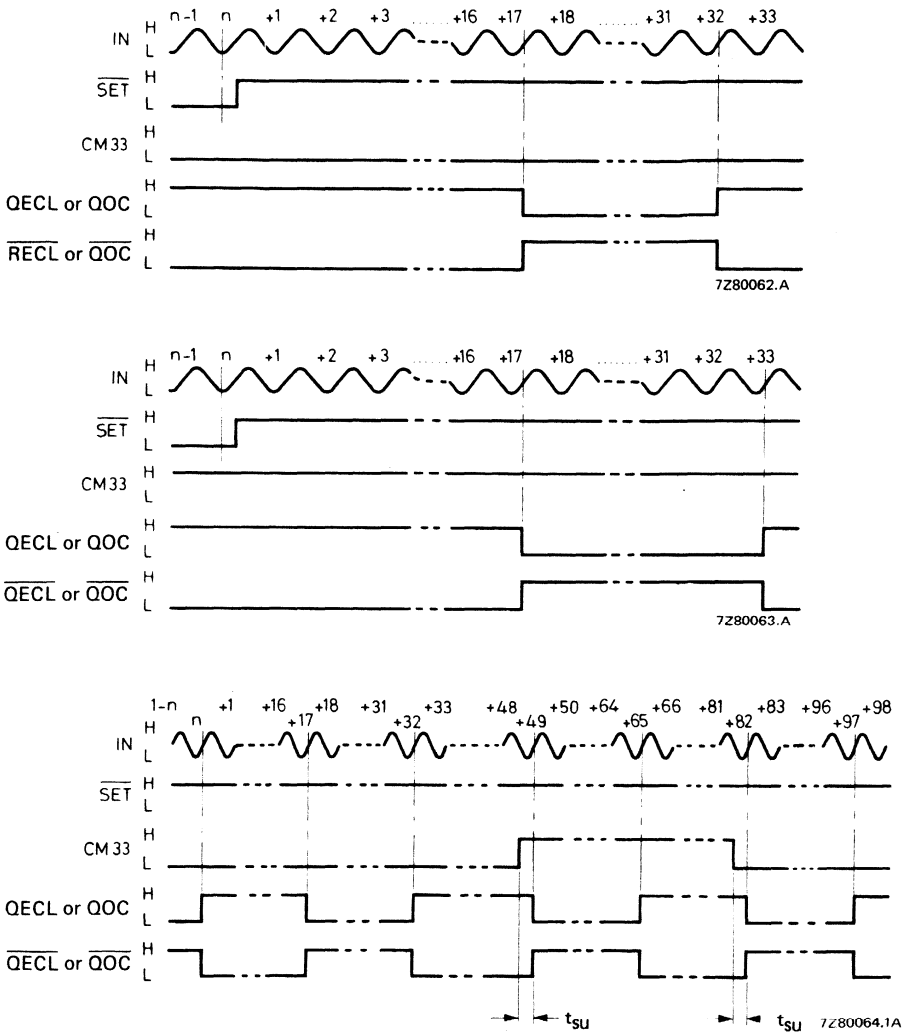 n-1 n +1 +2 +3 ........ +16 +17 +18 ........ +31 +32 +33
IN H L
SET H L
CM33 H L
QECL or QOC H L
RECL or QOC H L
7Z80062.A
n-1 n +1 +2 +3 ........ +16 +17 +18 ........ +31 +32 +33
IN H L
SET H L
CM33 H L
QECL or QOC H L
QECL or QOC H L
7Z80063.A
1-n n +1 +16 +17 +18 +31 +32 +33 +48 +49 +50 +64 +65 +66 +81 +82 +83 +96 +97 +98
IN H L
SET H L
CM33 H L
QECL or QOC H L
QECL or QOC H L
tsu tsu 7Z80064.1A